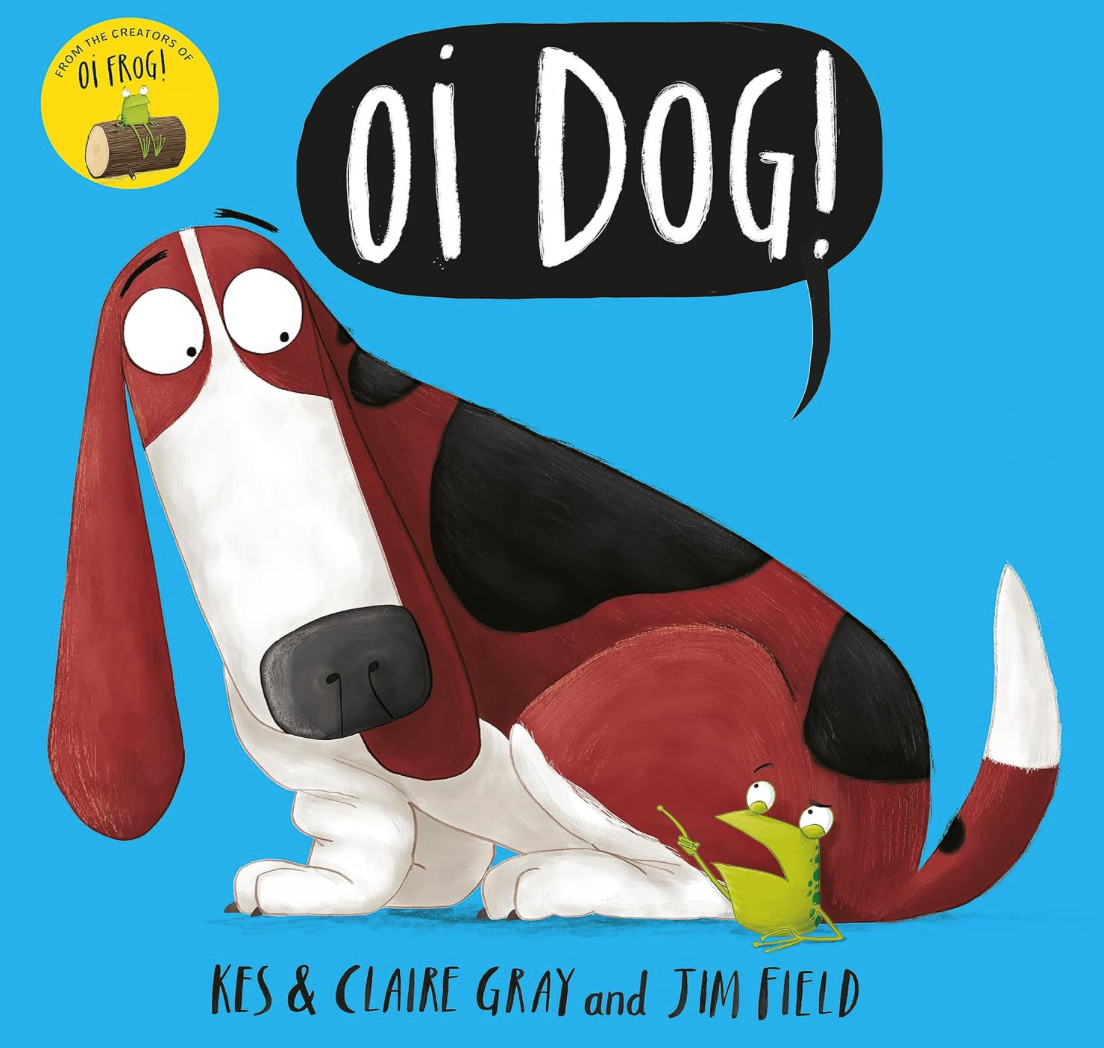 FROM THE CREATORS OF
Oi FROG!
Oi DOG!
KES & CLAIRE GRAY and JIM FIELD